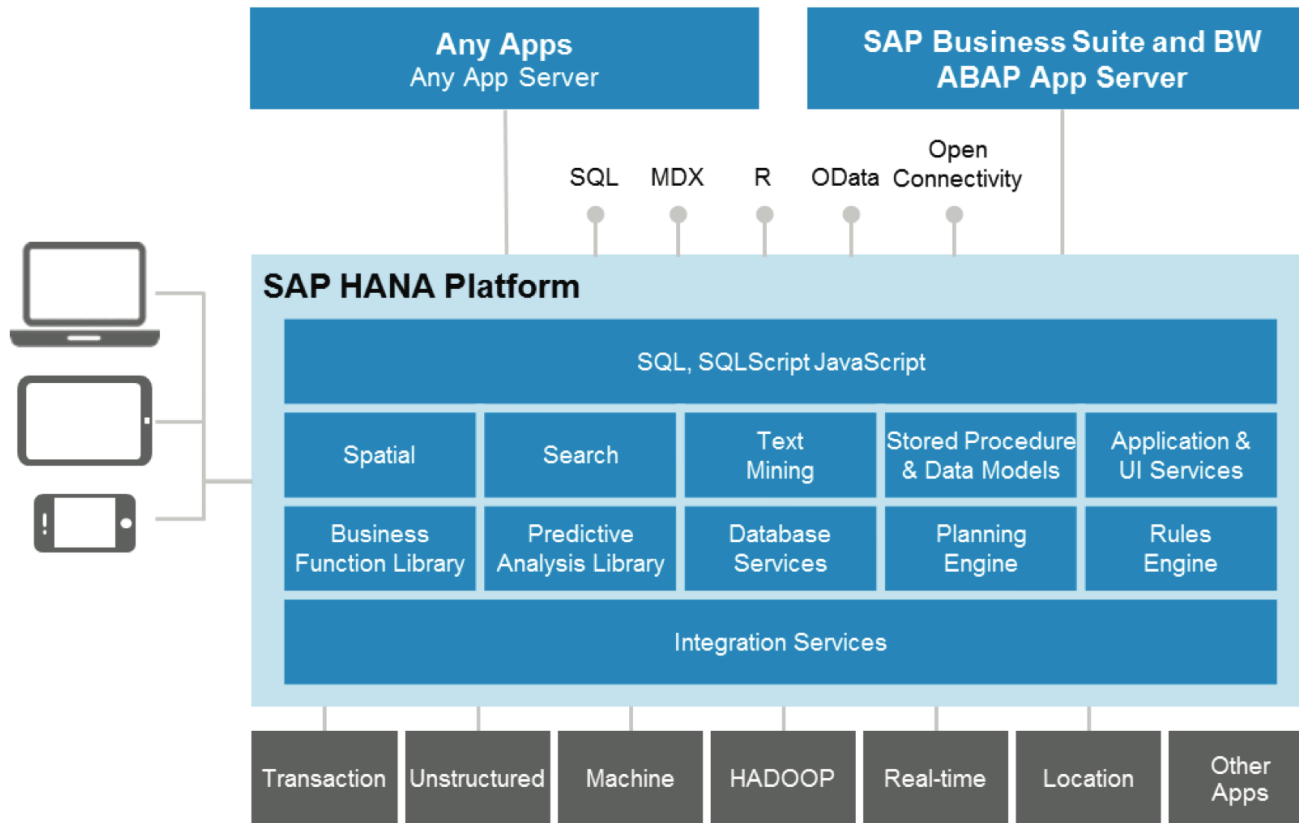 Any Apps
Any App Server
SAP Business Suite and BW
ABAP App Server
SQL
MDX
R
OData
Open
Connectivity
SAP HANA Platform
SQL, SQLScript JavaScript
Spatial
Search
Text
Mining
Stored Procedure
& Data Models
Application &
UI Services
Business
Function Library
Predictive
Analysis Library
Database
Services
Planning
Engine
Rules
Engine
Integration Services
Transaction
Unstructured
Machine
HADOOP
Real-time
Location
Other
Apps